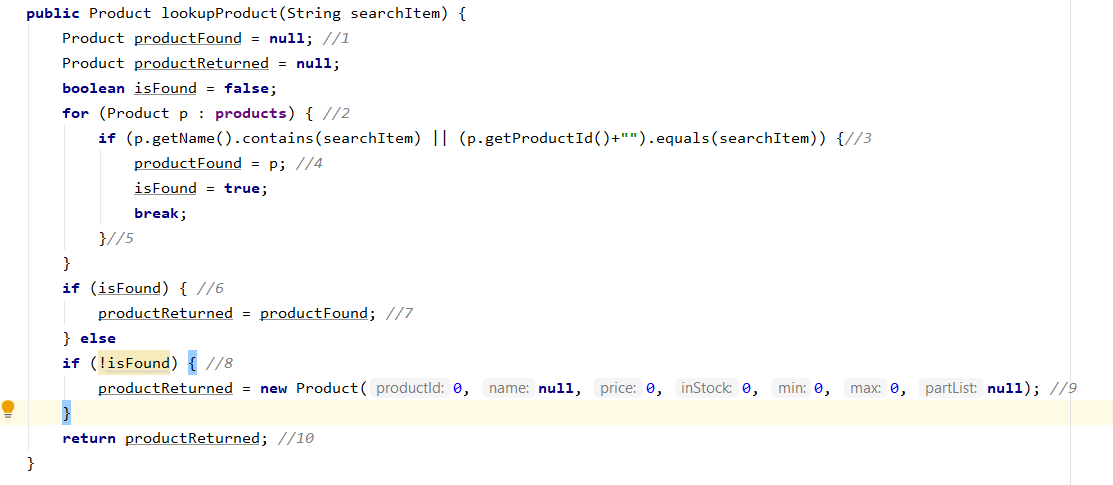 public Product lookupProduct(String searchItem) {
    Product productFound = null; //1
    Product productReturned = null;
    boolean isFound = false;
    for (Product p : products) { //2
        if (p.getName().contains(searchItem) || (p.getProductId()+"").equals(searchItem)) {//3
            productFound = p; //4
            isFound = true;
            break;
        }//5
    }
    if (isFound) { //6
        productReturned = productFound; //7
    } else
    if (!isFound) { //8
        productReturned = new Product( productId: 0, name: null, price: 0, inStock: 0, min: 0, max: 0, partList: null); //9
    }
    return productReturned; //10
}